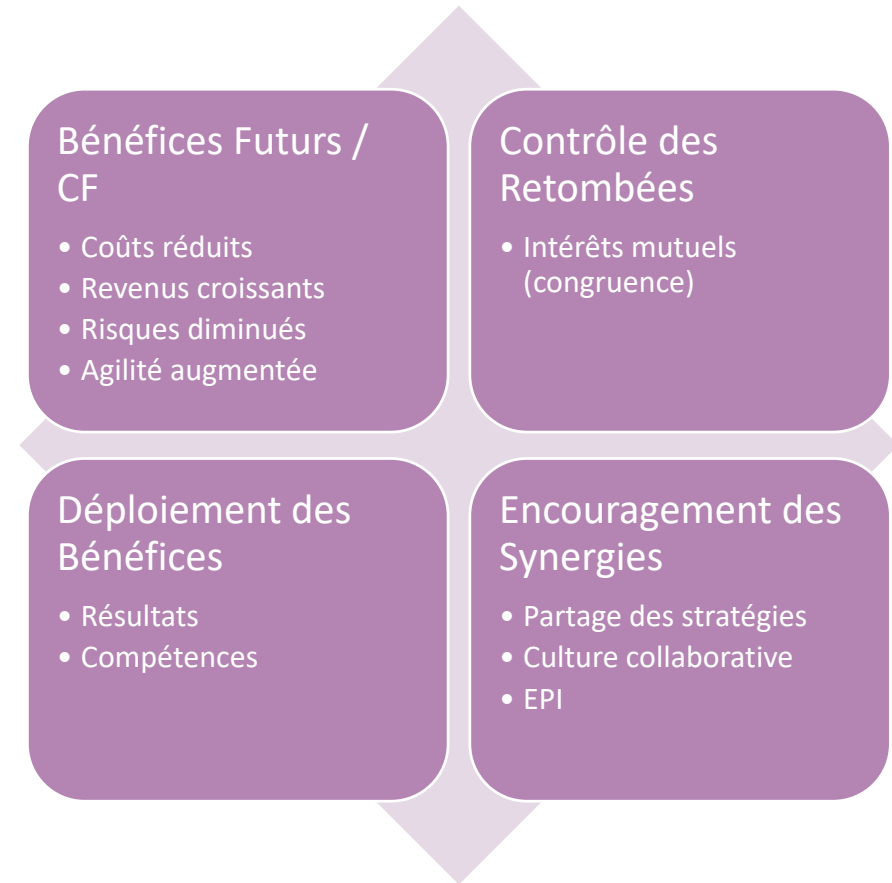 Bénéfices Futurs /
CF
• Coûts réduits
• Revenus croissants
• Risques diminués
• Agilité augmentée
Contrôle des
Retombées
• Intérêts mutuels
(congruence)
Déploiement des
Bénéfices
• Résultats
• Compétences
Encouragement des
Synergies
• Partage des stratégies
• Culture collaborative
• EPI